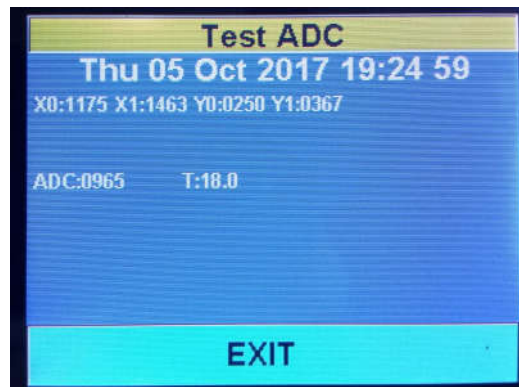 Test ADC
Thu 05 Oct 2017 19:24 59
X0:1175 X1:1463 Y0:0250 Y1:0367
ADC:0965 T:18.0
EXIT